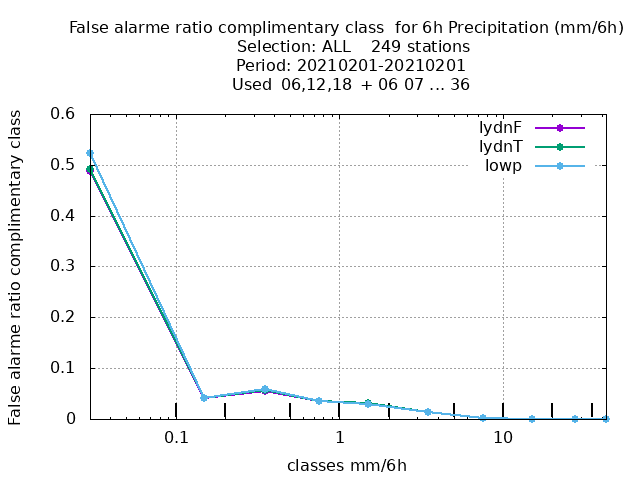 False alarme ratio complimentary class  for 6h Precipitation (mm/6h)
Selection: ALL    249 stations
Period: 20210201-20210201
Used  06,12,18  + 06 07 ... 36
False alarme ratio complimentary class
0.6
0.5
0.4
0.3
0.2
0.1
0
lydnF
lydnT
lowp
0.1
1
10
classes mm/6h